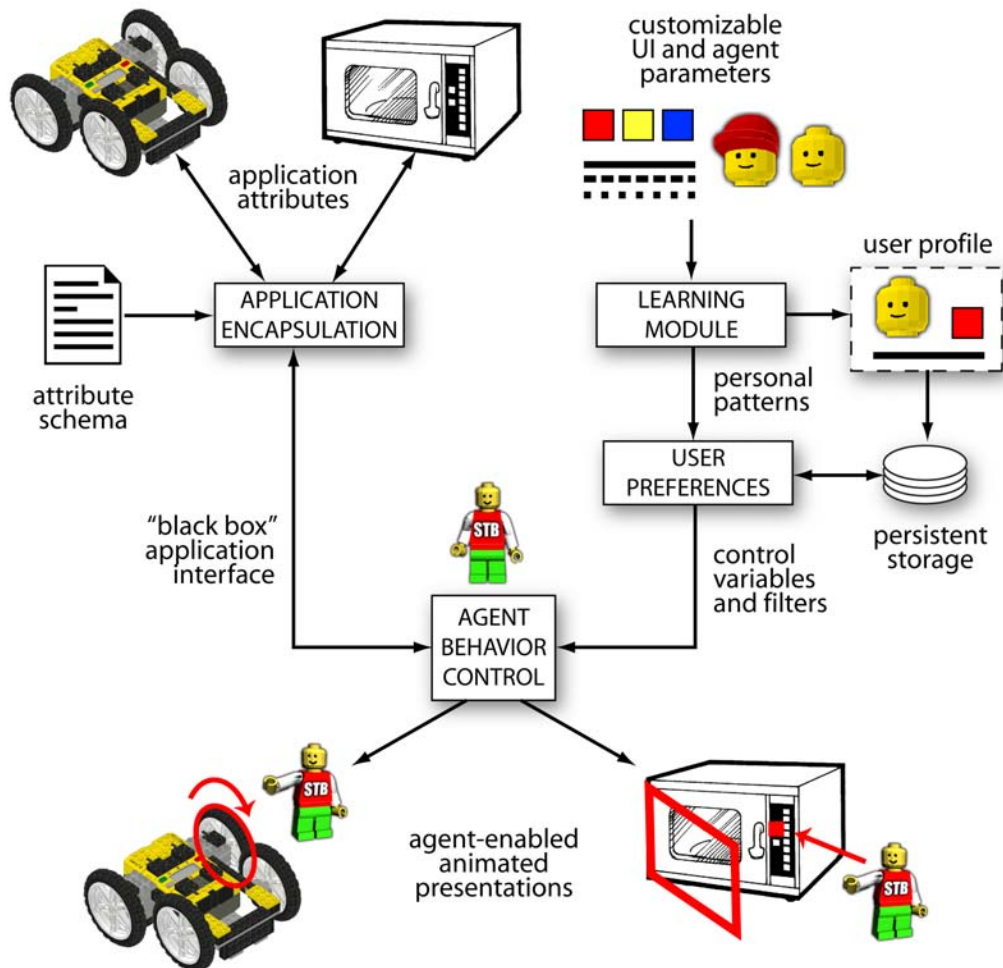 customizable
UI and agent
parameters
application
attributes
user profile
APPLICATION
ENCAPSULATION
LEARNING
MODULE
attribute
schema
personal
patterns
USER
PREFERENCES
STB
"black box"
application
interface
persistent
storage
control
variables
and filters
AGENT
BEHAVIOR
CONTROL
STB
agent-enabled
animated
presentations
STB